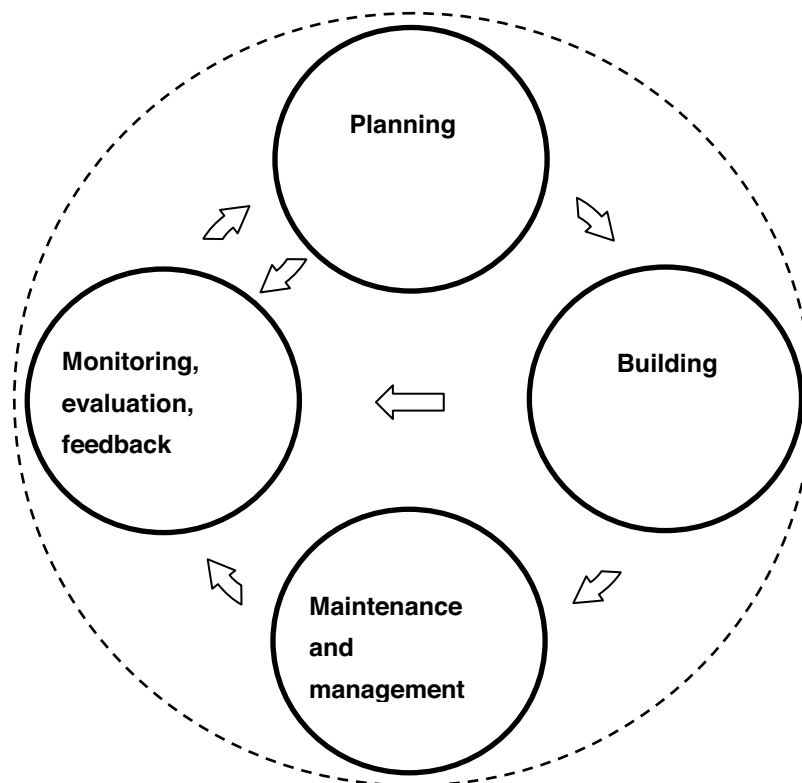 Planning
Building
Monitoring,
evaluation,
feedback
Maintenance
and
management